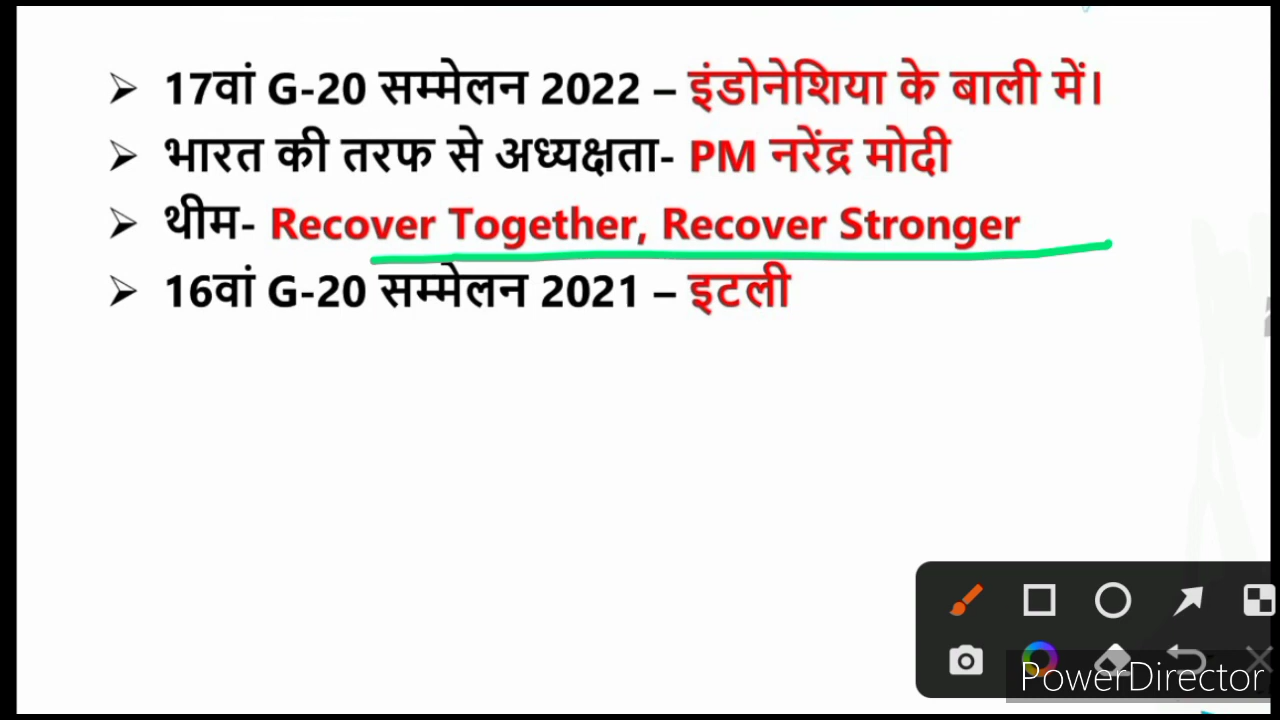 ➢ 17वां G-20 सम्मेलन 2022 – इंडोनेशिया के बाली में।
➢ भारत की तरफ से अध्यक्षता- PM नरेंद्र मोदी
➢ थीम- Recover Together, Recover Stronger
➢ 16वां G-20 सम्मेलन 2021 – इटली
PowerDirector